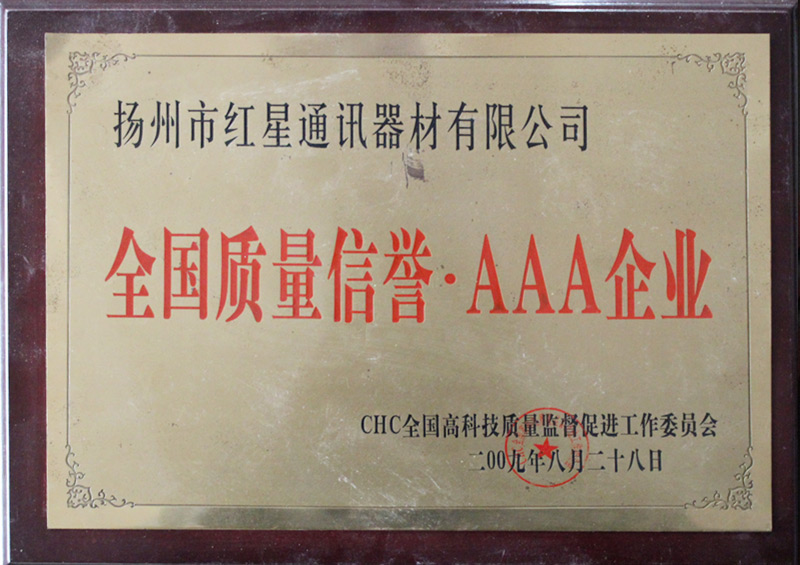 扬州市红星通讯器材有限公司
全国质量信誉·AAA企业
CHC全国高科技质量监督促进工作委员会
二00九年八月二十八日